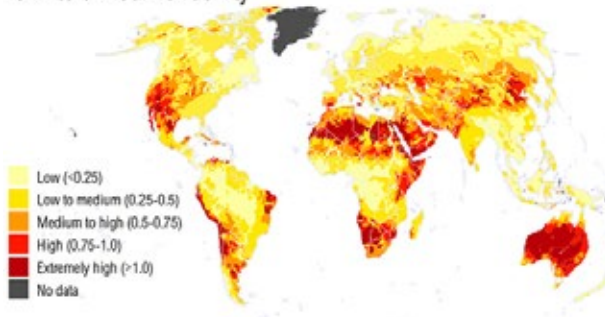 Low (<0.25)
Low to medium (0.25-0.5)
Medium to high (0.5-0.75)
High (0.75-1.0)
Extremely high (>1.0)
No data